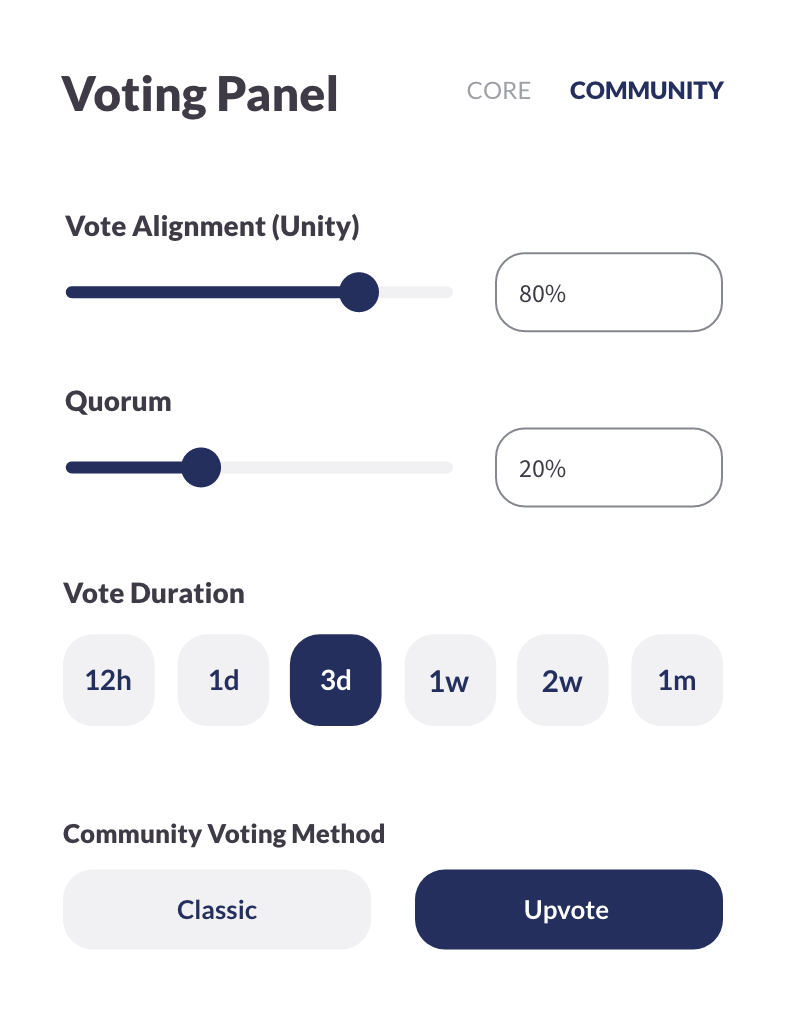 Voting Panel
CORE COMMUNITY
Vote Alignment (Unity)
80%
Quorum
20%
Vote Duration
12h 1d 3d 1w 2w 1m
Community Voting Method
Classic Upvote